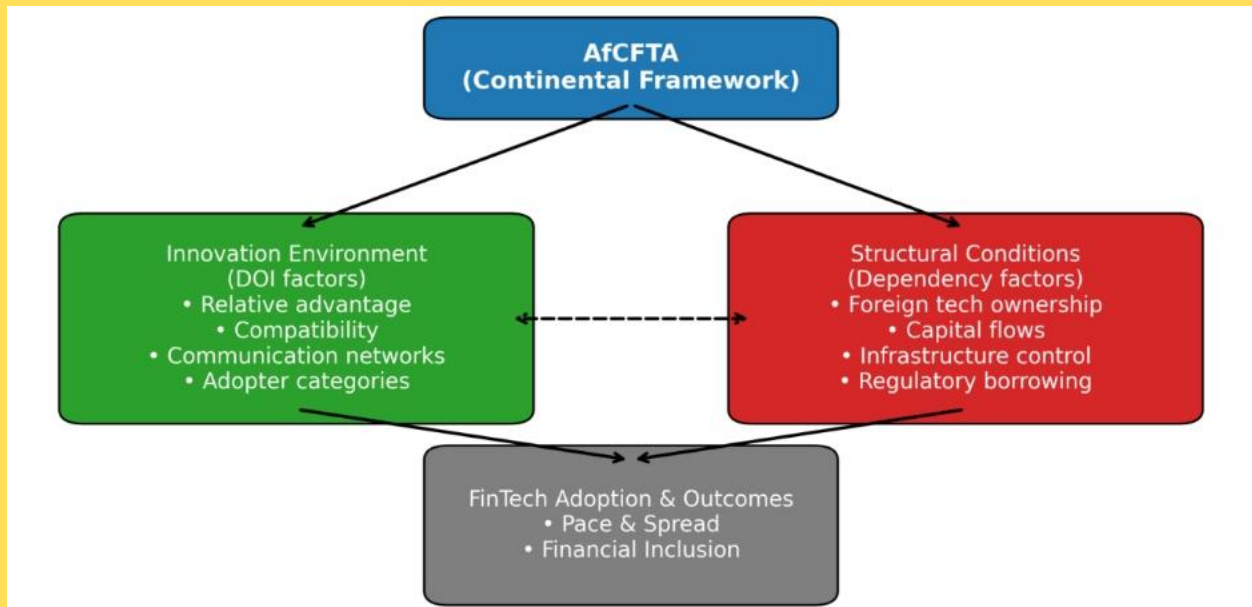 AfCFTA
(Continental Framework)
Innovation Environment
(DOI factors)
• Relative advantage
• Compatibility
• Communication networks
• Adopter categories
Structural Conditions
(Dependency factors)
• Foreign tech ownership
• Capital flows
• Infrastructure control
• Regulatory borrowing
FinTech Adoption & Outcomes
• Pace & Spread
• Financial Inclusion